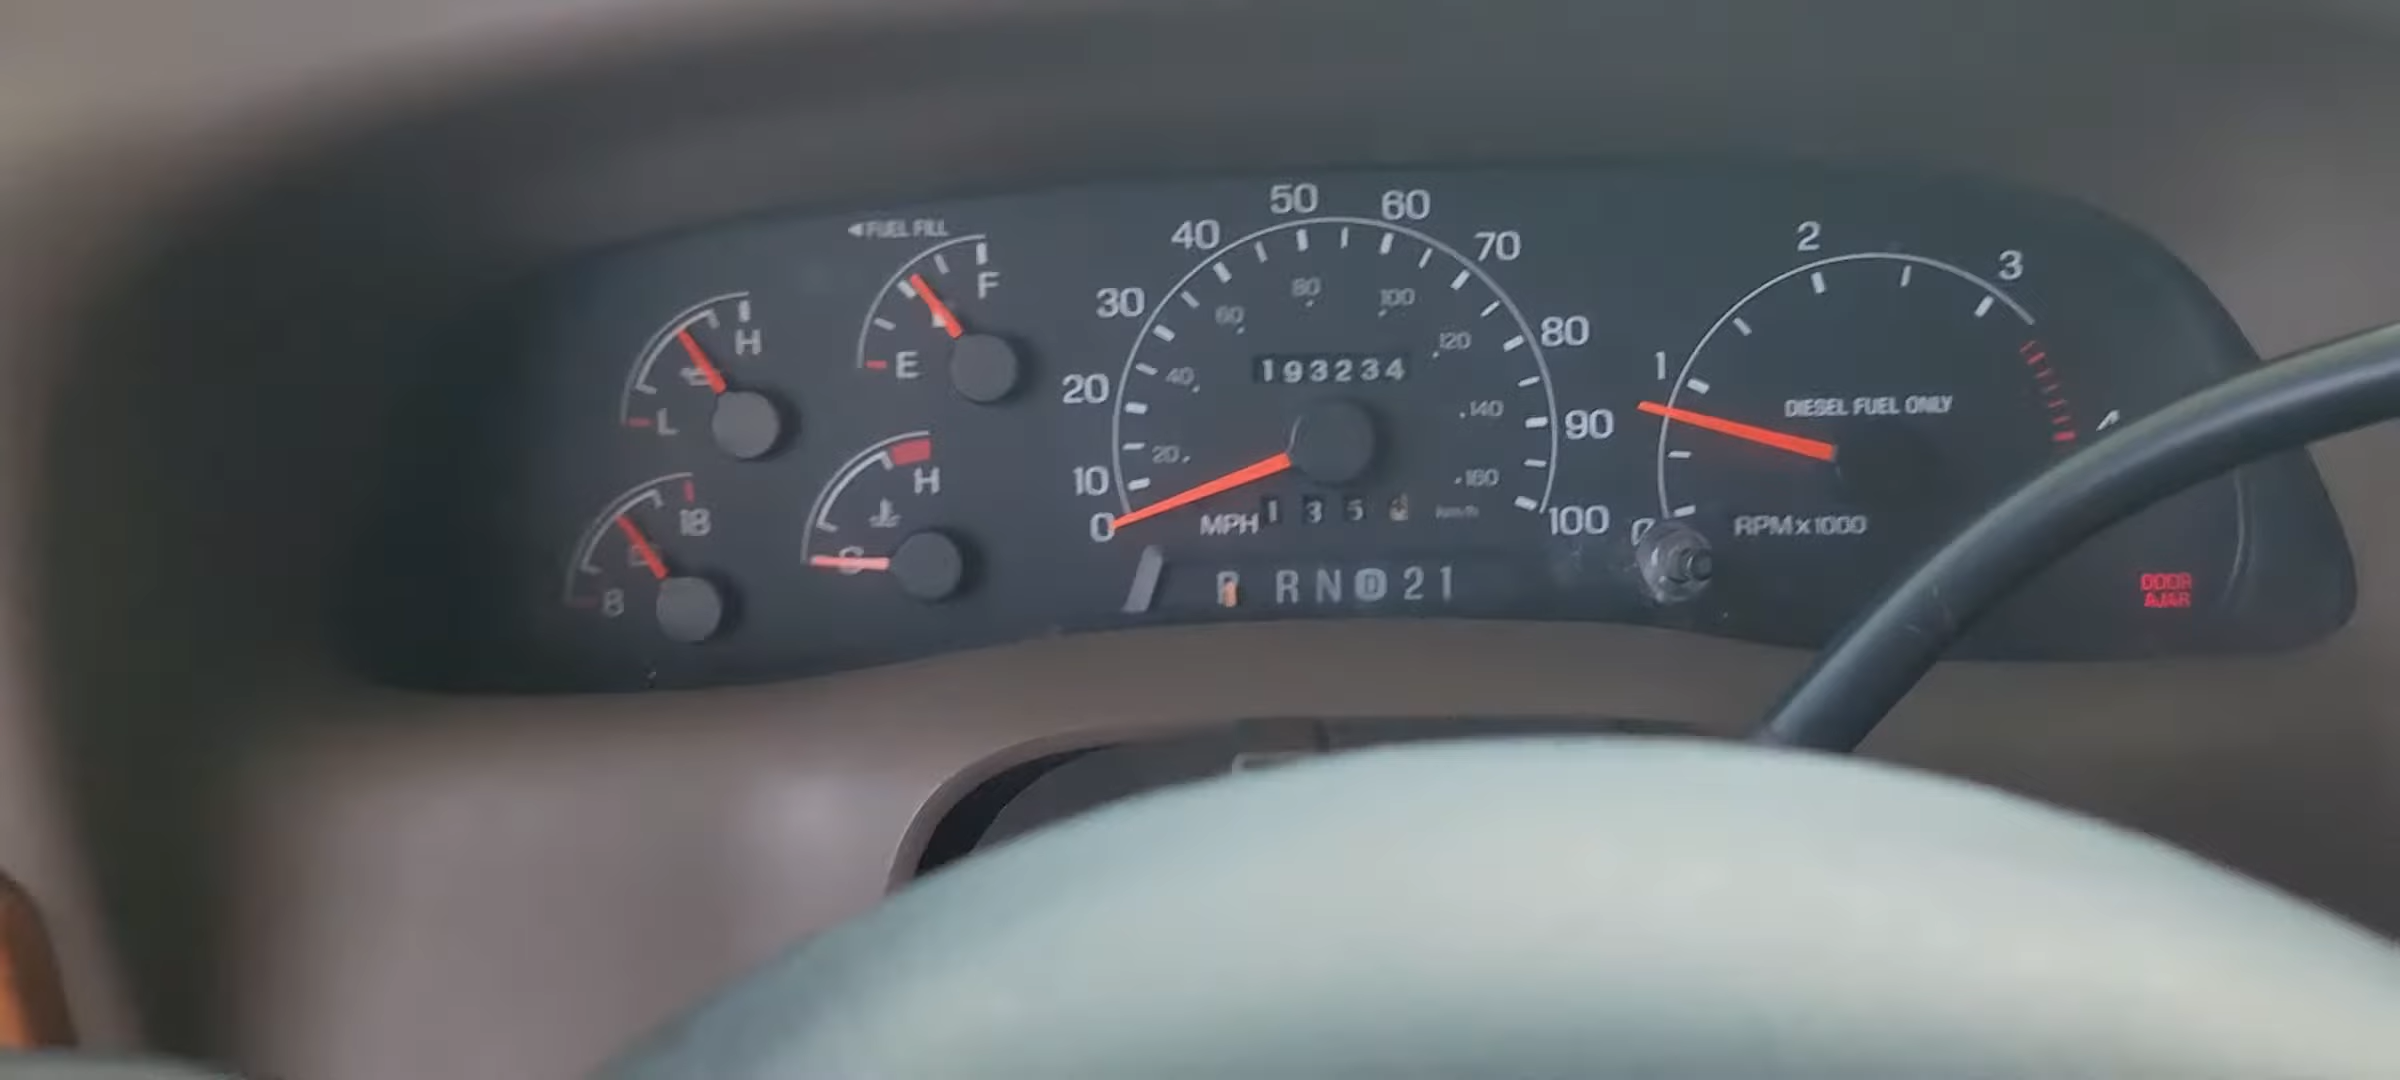 ◄FUEL FILL
F
E
H
L
18
8
H
C
0
10
20
30
40
50
60
70
80
90
100
20
40
60
80
100
120
140
160
193234
MPH
km/h
1 3 5
P R N D 2 1
1
2
3
DIESEL FUEL ONLY
RPMx1000
DOOR
AJAR